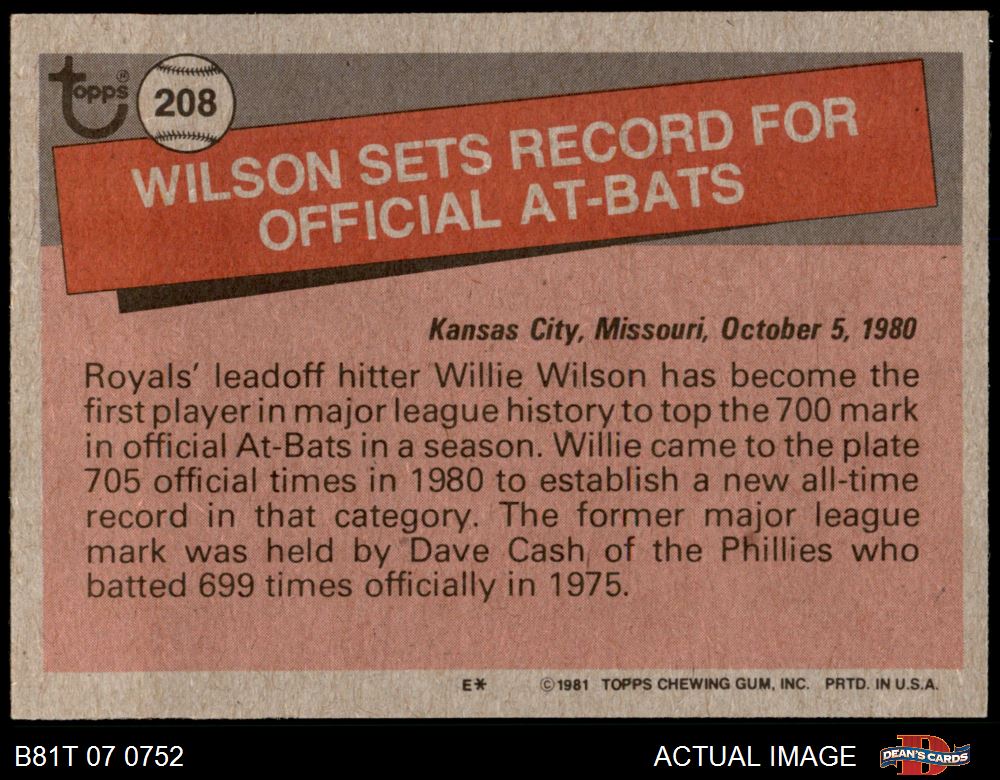 topps®
208
WILSON SETS RECORD FOR
OFFICIAL AT-BATS
Kansas City, Missouri, October 5, 1980
Royals' leadoff hitter Willie Wilson has become the
first player in major league history to top the 700 mark
in official At-Bats in a season. Willie came to the plate
705 official times in 1980 to establish a new all-time
record in that category. The former major league
mark was held by Dave Cash of the Phillies who
batted 699 times officially in 1975.
E* ©1981 TOPPS CHEWING GUM, INC. PRTD. IN U.S.A.
B81T 07 0752 ACTUAL IMAGE DEAN'S CARDS